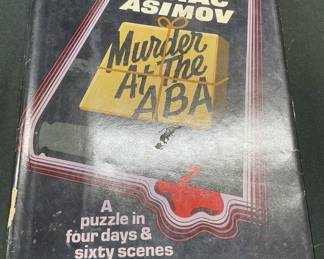 ASIMOV
Murder
At The
ABA
A
puzzle in
four days &
sixty scenes